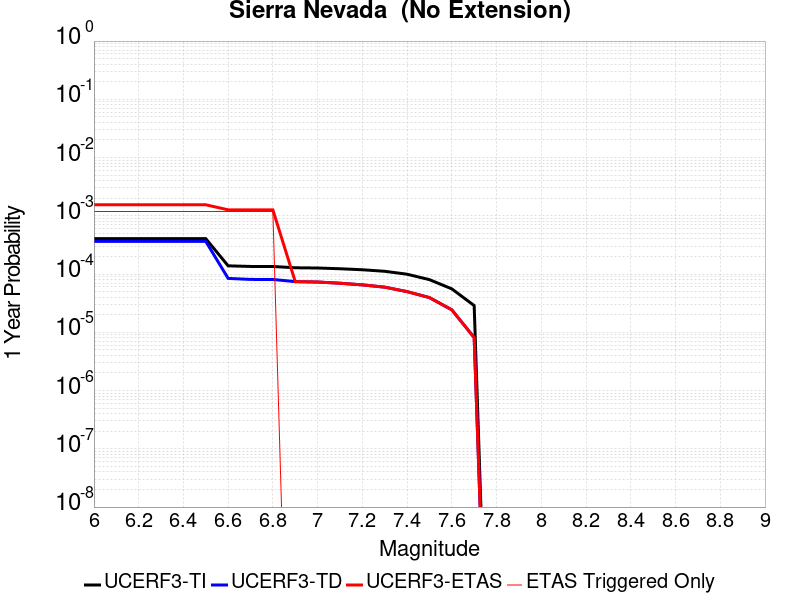 Sierra Nevada  (No Extension)
10 0
10 -1
10 -2
10 -3
10 -4
10 -5
10 -6
10 -7
10 -8
1 Year Probability
6 6.2 6.4 6.6 6.8 7 7.2 7.4 7.6 7.8 8 8.2 8.4 8.6 8.8 9
Magnitude
UCERF3-TI UCERF3-TD UCERF3-ETAS ETAS Triggered Only